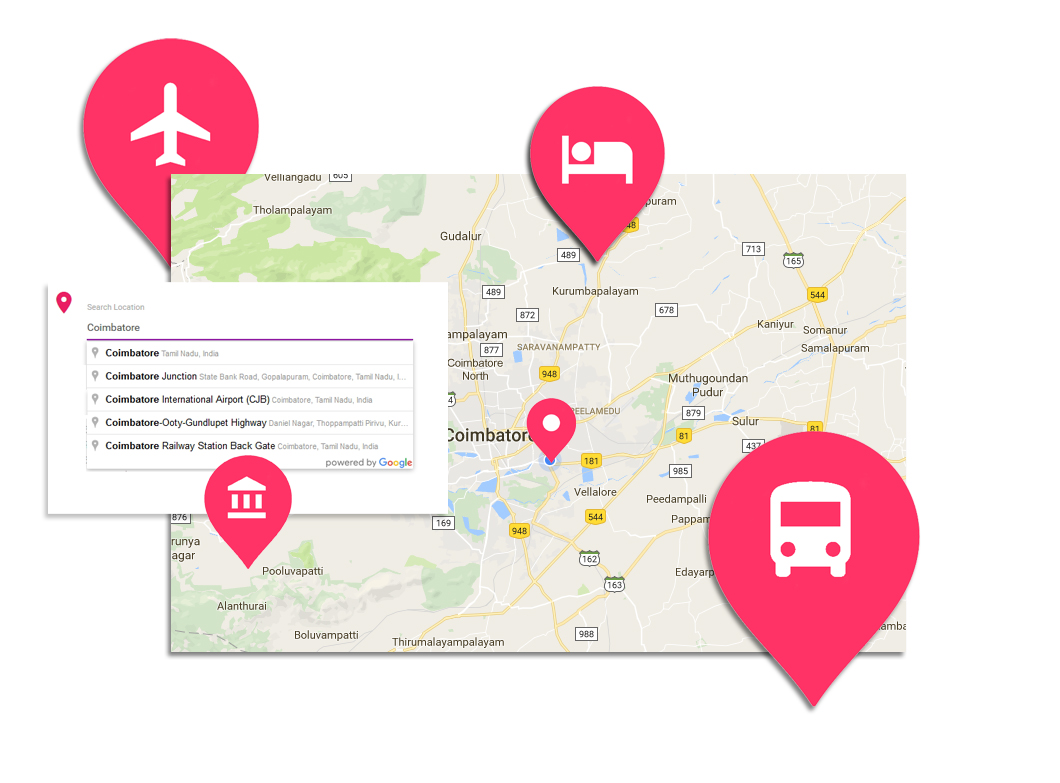 Velliangadu
605
Tholampalayam
Gudalur
puram
48
489
713
165
489
Kurumbapalayam
544
872
678
Kaniyur
Somanur
ampalayam
877
SARAVANAMPATTY
Samalapuram
Coimbatore
North
948
Muthugoundan
Pudur
4
PEELAMEDU
879
Sulur
81
Coimbatore
81
437
181
985
Vellalore
Peedampalli
544
Pappam
169
948
876
runya
agar
162
Pooluvapatti
Edayarp
163
Alanthurai
Boluvampatti
Thirumalayampalayam
988
amba
Search Location
Coimbatore
Coimbatore Tamil Nadu, India
Coimbatore Junction State Bank Road, Gopalapuram, Coimbatore, Tamil Nadu, I...
Coimbatore International Airport (CJB) Coimbatore, Tamil Nadu, India
Coimbatore-Ooty-Gundlupet Highway Daniel Nagar, Thoppampatti Pirivu, Kur...
Coimbatore Railway Station Back Gate Coimbatore, Tamil Nadu, India
powered by Google